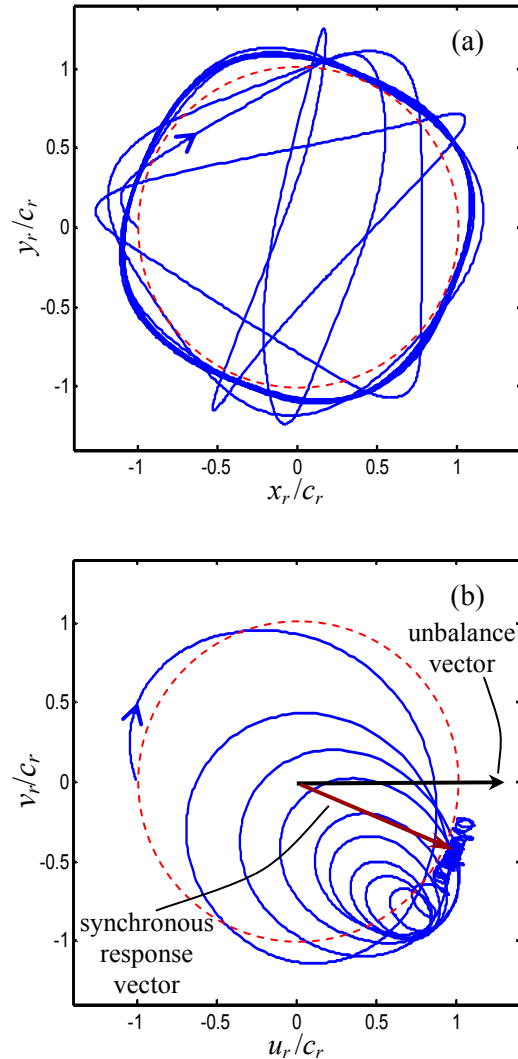 (a)
1
0.5
0
-0.5
-1
y_r/c_r
-1 -0.5 0 0.5 1
x_r/c_r
(b)
unbalance
vector
1
0.5
0
-0.5
-1
v_r/c_r
synchronous
response
vector
-1 -0.5 0 0.5 1
u_r/c_r